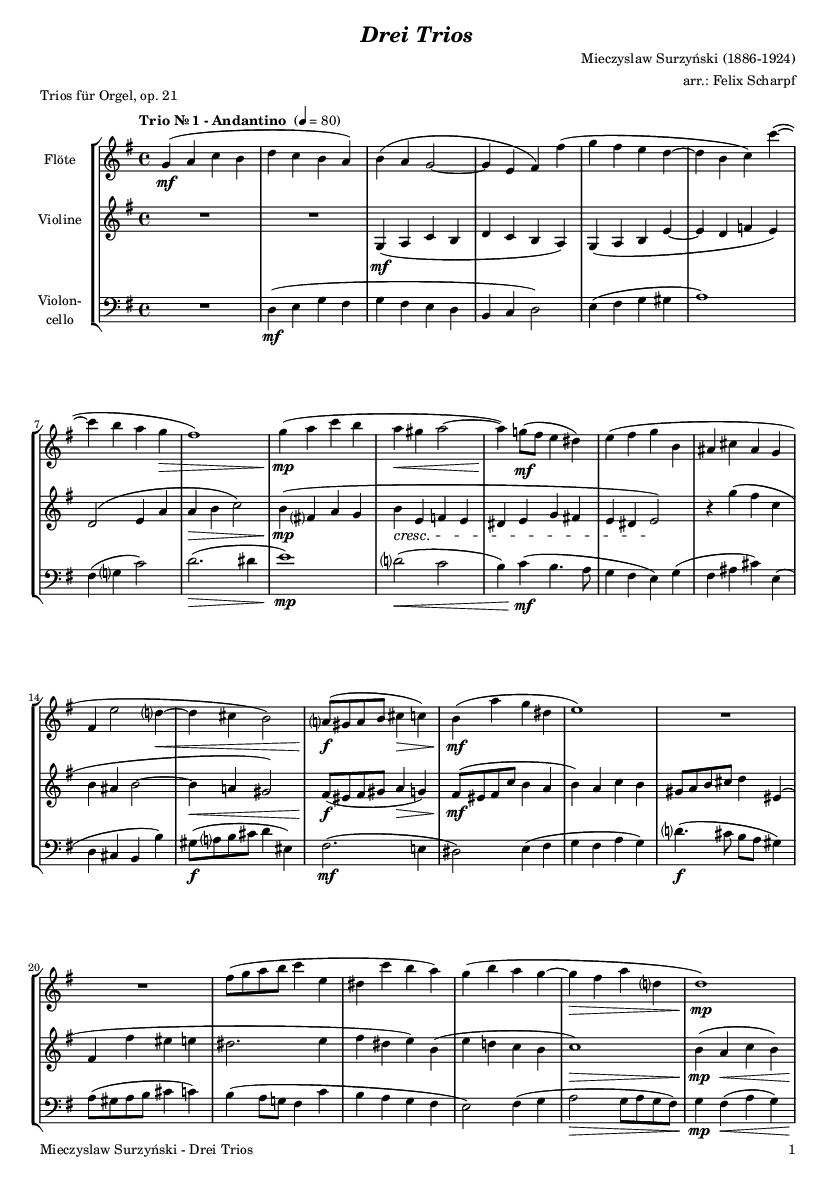 Drei Trios
Mieczyslaw Surzyński (1886-1924)
arr.: Felix Scharpf
Trios für Orgel, op. 21
Trio № 1 - Andantino (♩ = 80)
Flöte
mf
Violine
mf
Violon-
cello
mf
7
mp
mf
mp
cresc.
mp
mf
14
f
mf
f
mf
f
mf
f
20
mp
mp
mp
Mieczyslaw Surzyński - Drei Trios
1